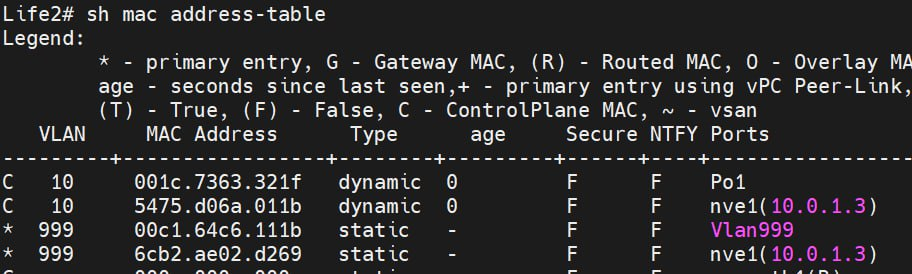 Life2# sh mac address-table
Legend:
* - primary entry, G - Gateway MAC, (R) - Routed MAC, O - Overlay MA
age - seconds since last seen,+ - primary entry using vPC Peer-Link,
(T) - True, (F) - False, C - ControlPlane MAC, ~ - vsan
VLAN MAC Address Type age Secure NTFY Ports
---------+-----------------+--------+---------+------+----+------------------
C 10 001c.7363.321f dynamic 0 F F Po1
C 10 5475.d06a.011b dynamic 0 F F nve1(10.0.1.3)
* 999 00c1.64c6.111b static - F F Vlan999
* 999 6cb2.ae02.d269 static - F F nve1(10.0.1.3)